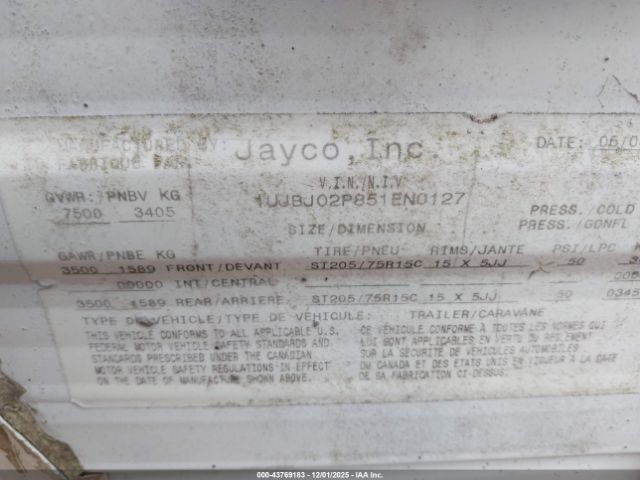 MANUFACTURED BY: Jayco, Inc. DATE: 05/0
FABRIQUE PAR
V.I.N./N.I.V
GVWR:/PNBV KG 1UJBJ02P851EN0127
7500 3405 PRESS./COLD
SIZE/DIMENSION PRESS./GONFL
GAWR/PNBE KG TIRE/PNEU RIMS/JANTE PSI/LPC
3500 1589 FRONT/DEVANT ST205/75R15C 15 X 5JJ 50
00000 INT/CENTRAL 000
3500 1589 REAR/ARRIERE ST205/75R15C 15 X 5JJ 50 0345
TYPE DE VEHICLE/TYPE DE VEHICULE: TRAILER/CARAVANE
THIS VEHICLE CONFORMS TO ALL APPLICABLE U.S. CE VEHICULE CONFORME A TOUTES LES NORMES QUI
FEDERAL MOTOR VEHICLE SAFETY STANDARDS AND LUI SONT APPLICABLES EN VERTU DU REGLEMENT
STANDARDS PRESCRIBED UNDER THE CANADIAN SUR LA SECURITE DE VEHICULES AUTOMOBILES
MOTOR VEHICLE SAFETY REGULATIONS IN EFFECT DU CANADA ET DES ETATS UNIS EN VIGUEUR A LA DATE
ON THE DATE OF MANUFACTURE SHOWN ABOVE. DE SA FABRICATION CI-DESSUS.
000-43769183 • 12/01/2025 • IAAI.COM